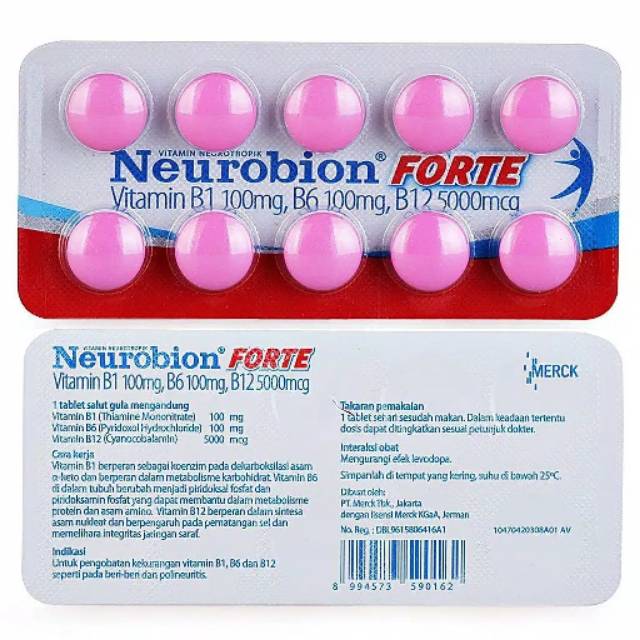 VITAMIN NEUROTROPIK
Neurobion® FORTE
Vitamin B1 100mg, B6 100mg, B12 5000mcg
VITAMIN NEUROTROPIK
Neurobion® FORTE
Vitamin B1 100mg, B6 100mg, B12 5000mcg
MERCK
1 tablet salut gula mengandung
Vitamin B1 (Thiamine Mononitrate) 100 mg
Vitamin B6 (Pyridoxol Hydrochloride) 100 mg
Vitamin B12 (Cyanocobalamin) 5000 mcg
Cara kerja
Vitamin B1 berperan sebagai koenzim pada dekarboksilasi asam
α-keto dan berperan dalam metabolisme karbohidrat. Vitamin B6
di dalam tubuh berubah menjadi piridoksal fosfat dan
piridoksamin fosfat yang dapat membantu dalam metabolisme
protein dan asam amino. Vitamin B12 berperan dalam sintesa
asam nukleat dan berpengaruh pada pematangan sel dan
memelihara integritas jaringan saraf.
Indikasi
Untuk pengobatan kekurangan vitamin B1, B6 dan B12
seperti pada beri-beri dan polineuritis.
Takaran pemakaian
1 tablet sehari sesudah makan. Dalam keadaan tertentu
dosis dapat ditingkatkan sesuai petunjuk dokter.
Interaksi obat
Mengurangi efek levodopa.
Simpanlah di tempat yang kering, suhu di bawah 25°C.
Dibuat oleh:
PT. Merck Tbk., Jakarta
dengan lisensi Merck KGaA, Jerman
No. Reg. : DBL9615806416A1 10470420308A01 AV
8 994573 590162